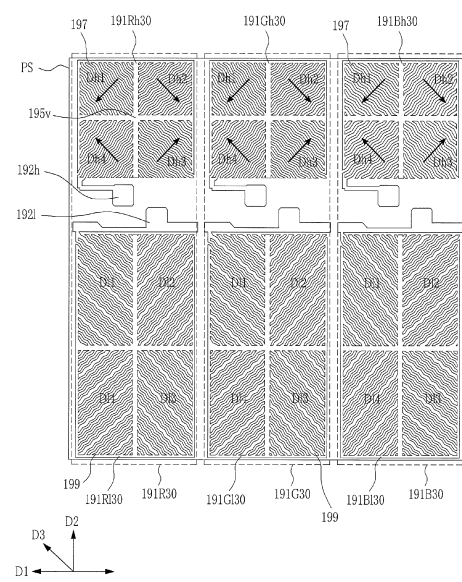 197 191Rh30 191Gh30 197 191Bh30
PS
Dh1 Dh2 Dh1 Dh2 Dh1 Dh2
195v
Dh4 Dh3 Dh4 Dh3 Dh4 Dh3
192h
192l
Dl1 Dl2 Dl1 Dl2 Dl1 Dl2
Dl4 Dl3 Dl3 Dl4 Dl3
199 191Rl30 191R30 191Gl30 191G30 199 191Bl30 191B30
D3 D2
D1